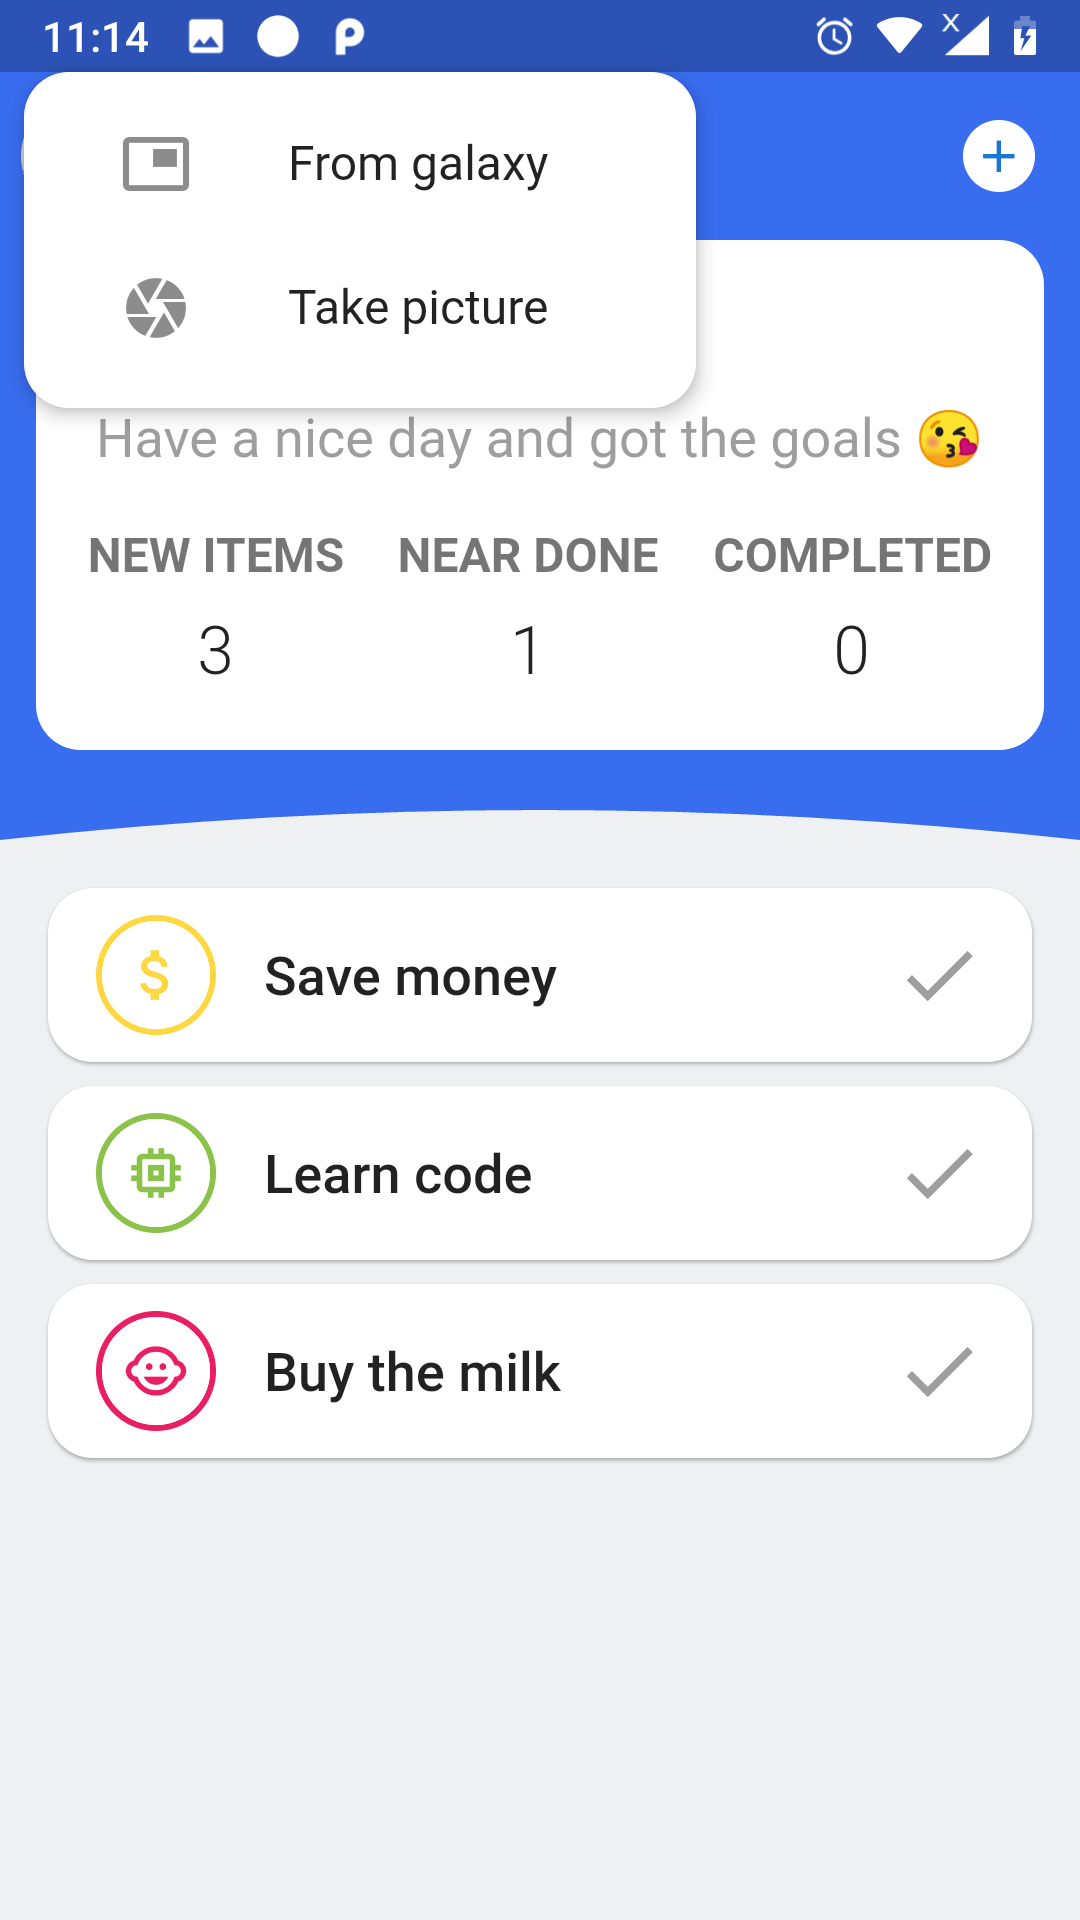 11:14
From galaxy
Take picture
Have a nice day and got the goals 😘
NEW ITEMS NEAR DONE COMPLETED
3 1 0
Save money
Learn code
Buy the milk